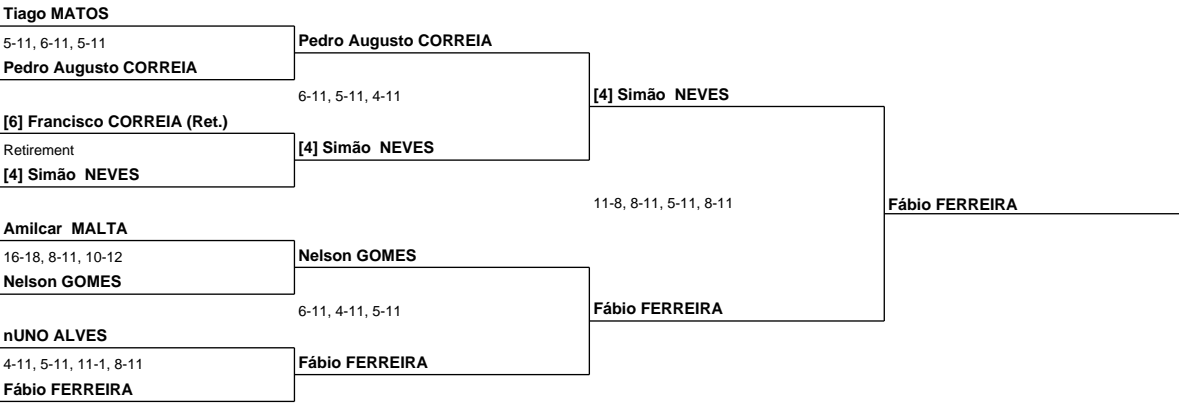 Tiago MATOS
5-11, 6-11, 5-11
Pedro Augusto CORREIA
Pedro Augusto CORREIA
6-11, 5-11, 4-11
[4] Simão  NEVES
[6] Francisco CORREIA (Ret.)
Retirement
[4] Simão  NEVES
[4] Simão  NEVES
11-8, 8-11, 5-11, 8-11
Fábio FERREIRA
Amilcar  MALTA
16-18, 8-11, 10-12
Nelson GOMES
Nelson GOMES
6-11, 4-11, 5-11
Fábio FERREIRA
nUNO ALVES
4-11, 5-11, 11-1, 8-11
Fábio FERREIRA
Fábio FERREIRA